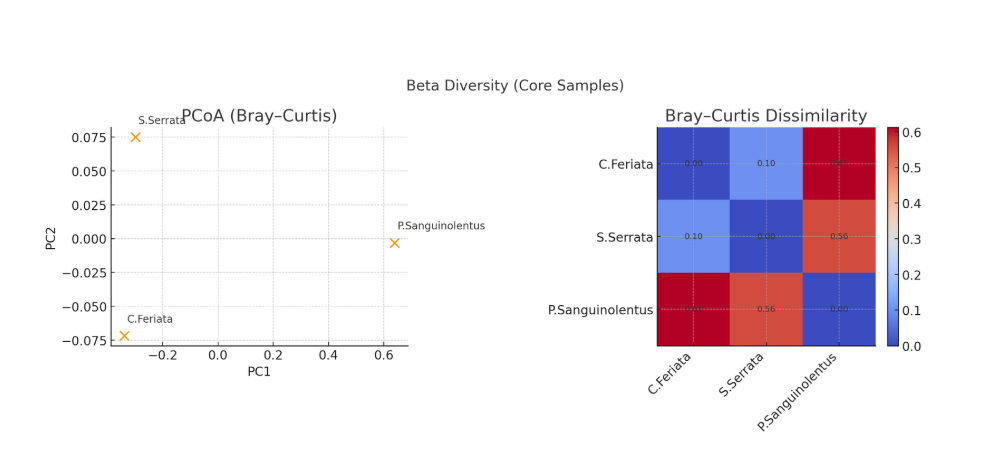 Beta Diversity (Core Samples)
PCoA (Bray–Curtis)
S.Serrata
P.Sanguinolentus
C.Feriata
0.075
0.050
0.025
0.000
−0.025
−0.050
−0.075
PC2
−0.2
0.0
0.2
0.4
0.6
PC1
Bray–Curtis Dissimilarity
C.Feriata
0.00
0.10
S.Serrata
0.10
0.00
0.56
P.Sanguinolentus
0.56
0.00
C.Feriata
S.Serrata
P.Sanguinolentus
0.6
0.5
0.4
0.3
0.2
0.1
0.0